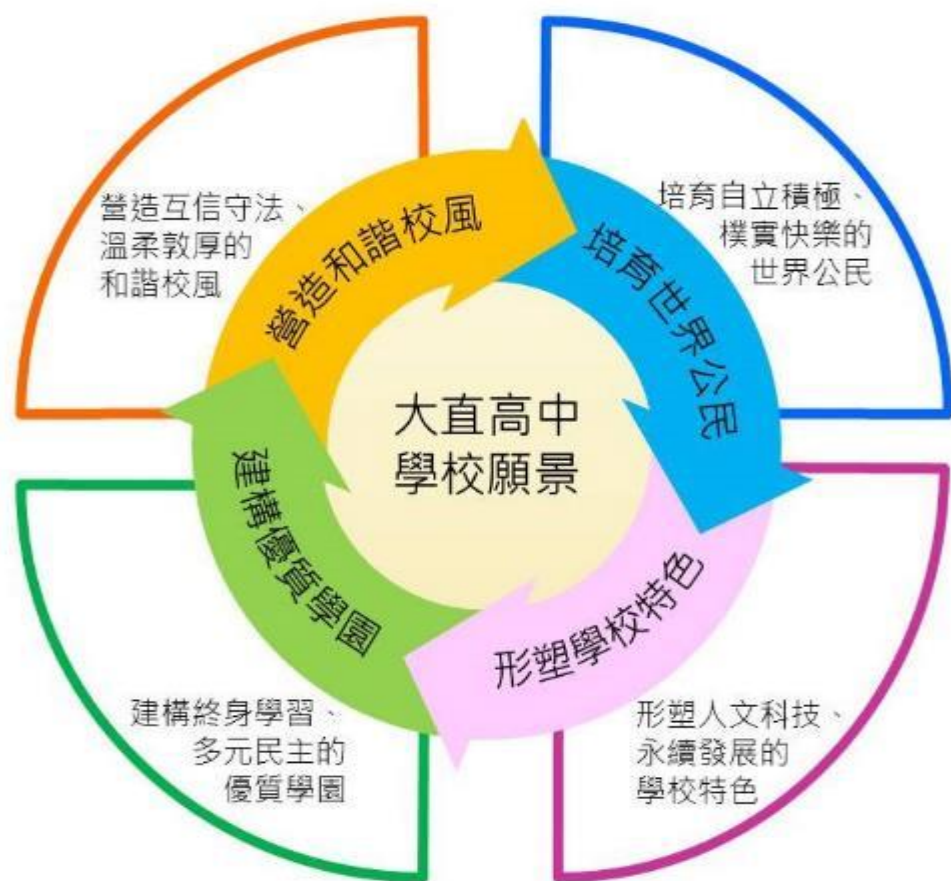 營造互信守法、
溫柔敦厚的
和諧校風
培育自立積極、
樸實快樂的
世界公民
營造和諧校風
培育世界公民
大直高中
學校願景
建構優質學園
形塑學校特色
建構終身學習、
多元民主的
優質學園
形塑人文科技、
永續發展的
學校特色